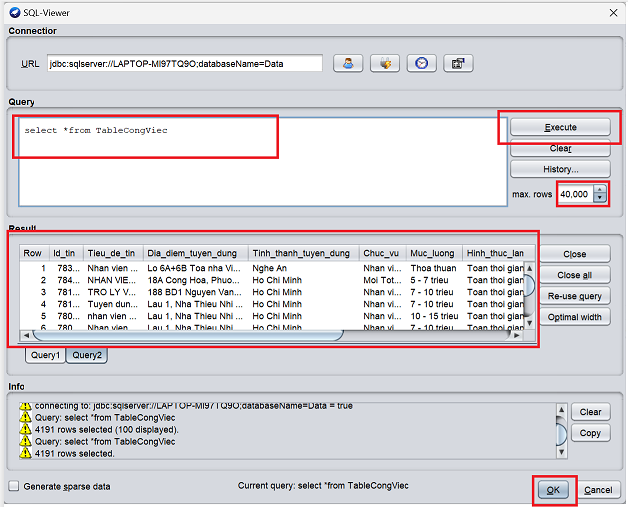 SQL-Viewer
Connection
URL jdbc:sqlserver://LAPTOP-MI97TQ9O;databaseName=Data
Query
select *from TableCongViec
Execute
Clear
History...
max. rows 40,000
Result
Row Id_tin Tieu_de_tin Dia_diem_tuyen_dung Tinh_thanh_tuyen_dung Chuc_vu Muc_luong Hinh_thuc_lam
1 783... Nhan vien ... Lo 6A+6B Toa nha Vi... Nghe An Nhan vi... Thoa thuan Toan thoi gian
2 784... NHAN VIE... 18A Cong Hoa, Phuo... Ho Chi Minh Moi Tot... 5 - 7 trieu Toan thoi gian
3 781... TRO LY V... 188 BD1 Nguyen Van... Ho Chi Minh Nhan vi... 7 - 10 trieu Toan thoi gian
4 781... Tuyen dun... Lau 1, Nha Thieu Nhi ... Ho Chi Minh Nhan vi... 7 - 10 trieu Toan thoi gian
5 780... nhan vien ... Lau 1, Nha Thieu Nhi ... Ho Chi Minh Nhan vi... 10 - 15 trieu Toan thoi gian
6 780 Nhan vien Lau 1, Nha Thieu Nhi Ho Chi Minh Nhan vi 7 - 10 trieu Toan thoi gian
Close
Close all
Re-use query
Optimal width
Query1 Query2
Info
connecting to: jdbc:sqlserver://LAPTOP-MI97TQ9O;databaseName=Data = true
Query: select *from TableCongViec
4191 rows selected (100 displayed).
Query: select *from TableCongViec
4191 rows selected.
Clear
Copy
Generate sparse data
Current query: select *from TableCongViec
OK
Cancel